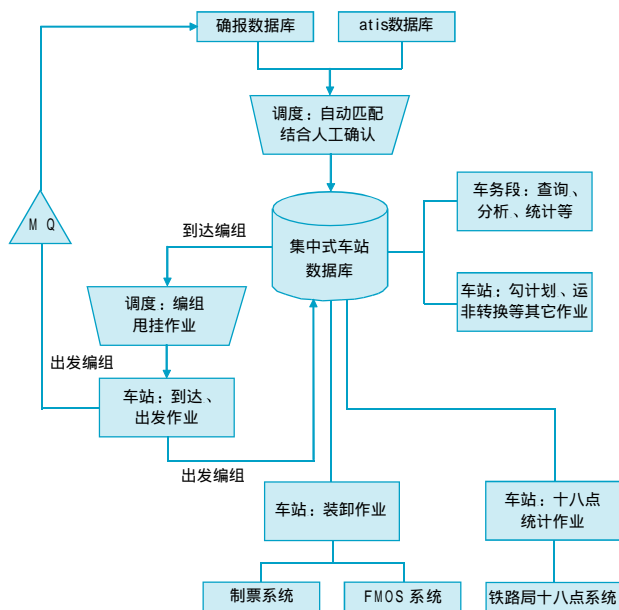 确报数据库
atis数据库
调度：自动匹配
结合人工确认
M Q
到达编组
集中式车站
数据库
车务段：查询、
分析、统计等
车站：勾计划、运
非转换等其它作业
调度：编组
甩挂作业
出发编组
车站：到达、
出发作业
出发编组
车站：装卸作业
车站：十八点
统计作业
制票系统
FMOS 系统
铁路局十八点系统